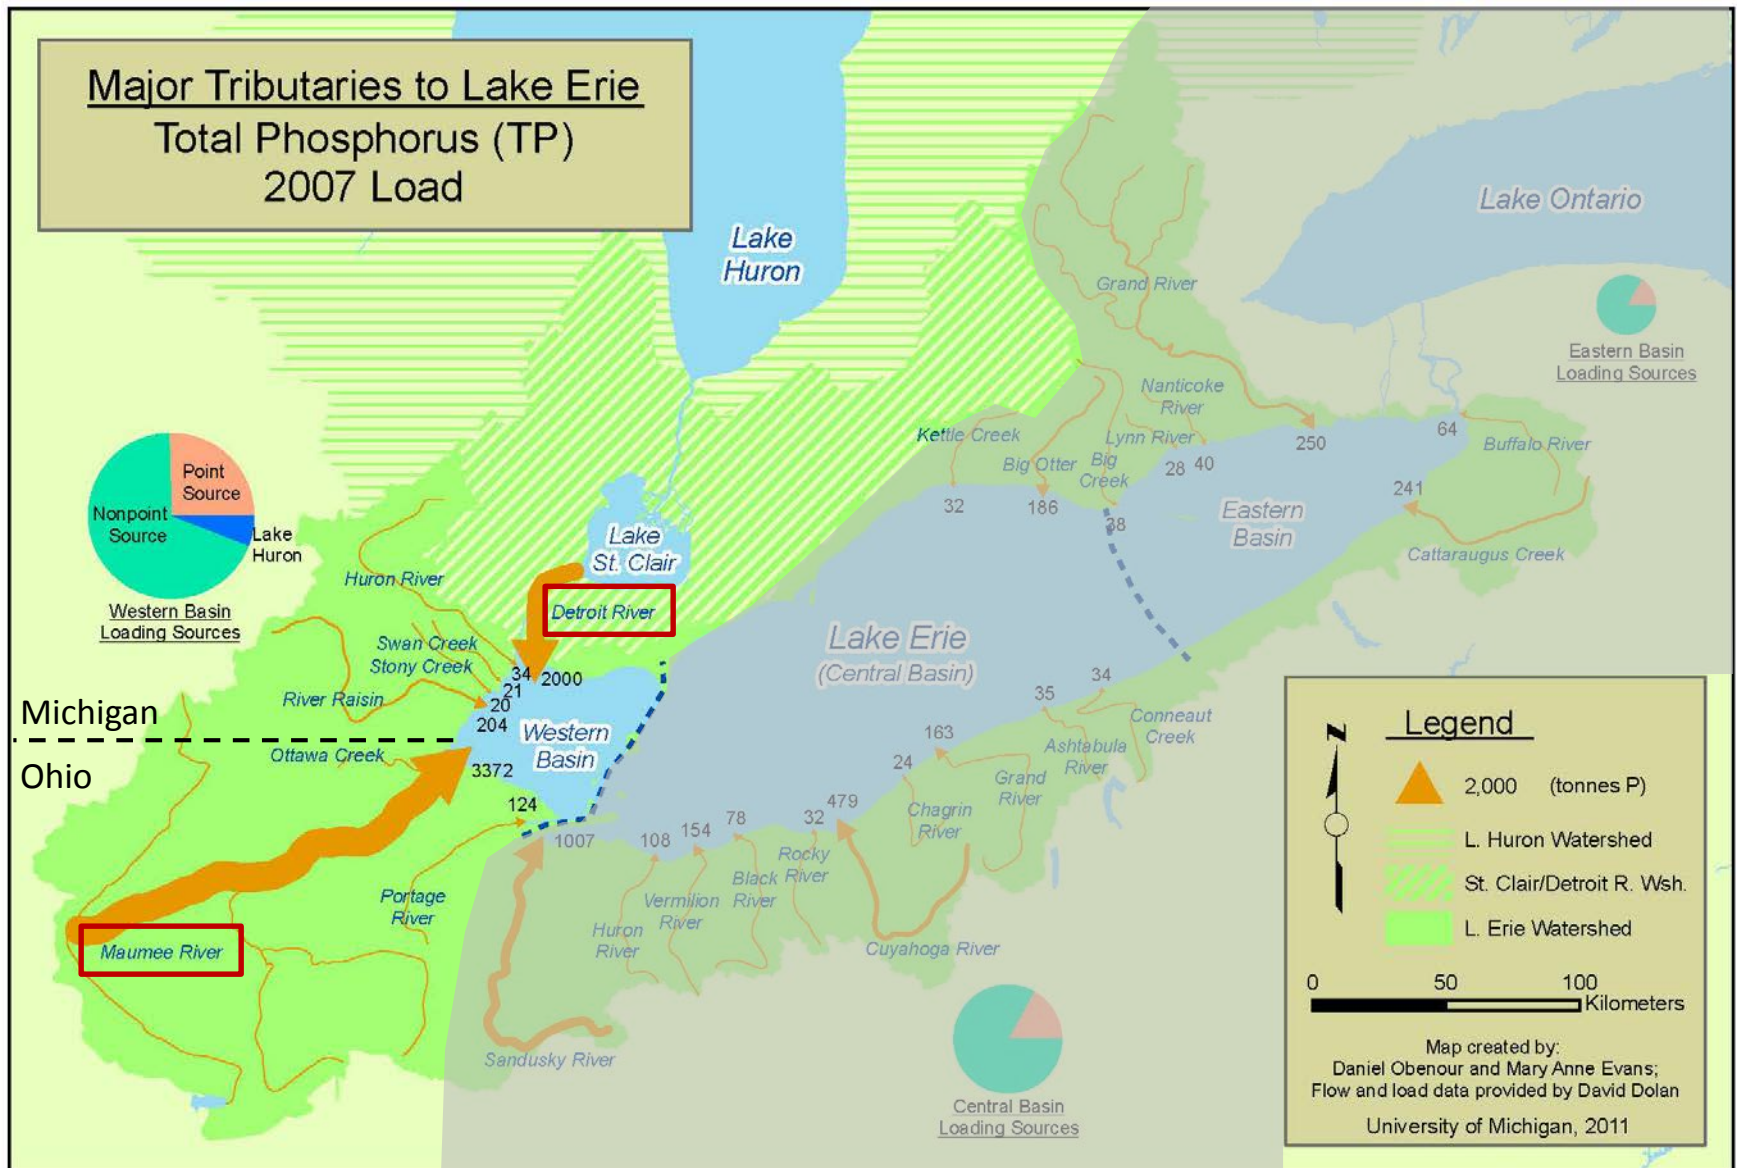 Major Tributaries to Lake Erie
Total Phosphorus (TP)
2007 Load
Lake
Huron
Lake Ontario
Grand River
Eastern Basin
Loading Sources
Nanticoke
River
Kettle Creek
Lynn River
Big Otter
Big
Creek
250
64
Buffalo River
28
40
32
186
38
241
Eastern
Basin
Cattaraugus Creek
Point
Source
Nonpoint
Source
Lake
Huron
Western Basin
Loading Sources
Lake
St. Clair
Huron River
Detroit River
Swan Creek
Stony Creek
River Raisin
34
2000
21
20
204
Lake Erie
(Central Basin)
Michigan
Ohio
Ottawa Creek
Western
Basin
3372
124
1007
108
154
78
32
479
24
163
35
34
Conneaut
Creek
Ashtabula
River
Grand
River
Chagrin
River
Rocky
River
Black
River
Vermilion
River
Huron
River
Cuyahoga River
Portage
River
Maumee River
Sandusky River
Central Basin
Loading Sources
N
Legend
2,000 (tonnes P)
L. Huron Watershed
St. Clair/Detroit R. Wsh.
L. Erie Watershed
0 50 100
Kilometers
Map created by:
Daniel Obenour and Mary Anne Evans;
Flow and load data provided by David Dolan
University of Michigan, 2011